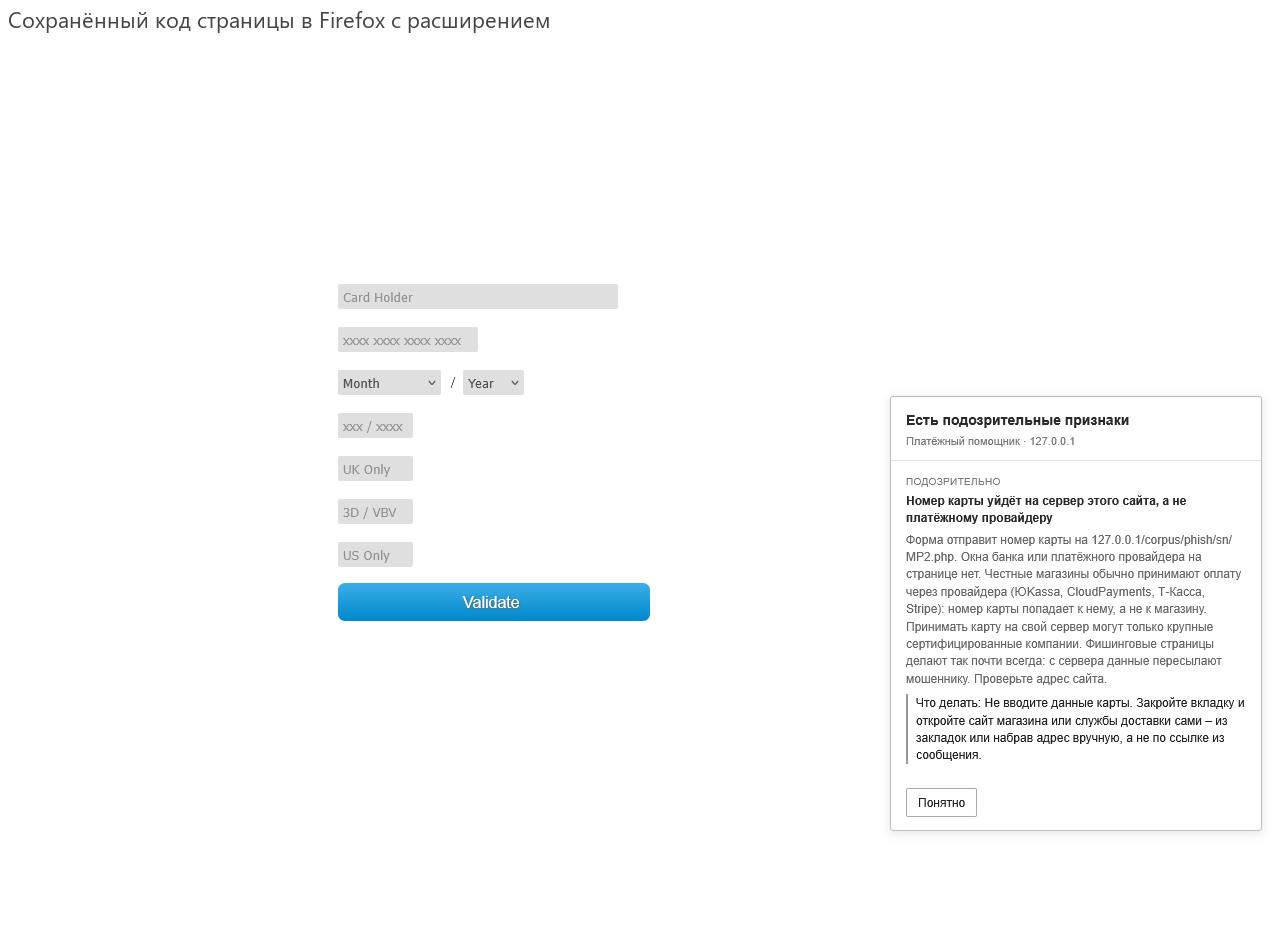 Сохранённый код страницы в Firefox с расширением
Card Holder
xxxx xxxx xxxx xxxx
Month / Year
xxx / xxxx
UK Only
3D / VBV
US Only
Validate
Есть подозрительные признаки
Платёжный помощник · 127.0.0.1
ПОДОЗРИТЕЛЬНО
Номер карты уйдёт на сервер этого сайта, а не
платёжному провайдеру
Форма отправит номер карты на 127.0.0.1/corpus/phish/sn/
MP2.php. Окна банка или платёжного провайдера на
странице нет. Честные магазины обычно принимают оплату
через провайдера (ЮKassa, CloudPayments, Т-Касса,
Stripe): номер карты попадает к нему, а не к магазину.
Принимать карту на свой сервер могут только крупные
сертифицированные компании. Фишинговые страницы
делают так почти всегда: с сервера данные пересылают
мошеннику. Проверьте адрес сайта.
Что делать: Не вводите данные карты. Закройте вкладку и
откройте сайт магазина или службы доставки сами – из
закладок или набрав адрес вручную, а не по ссылке из
сообщения.
Понятно